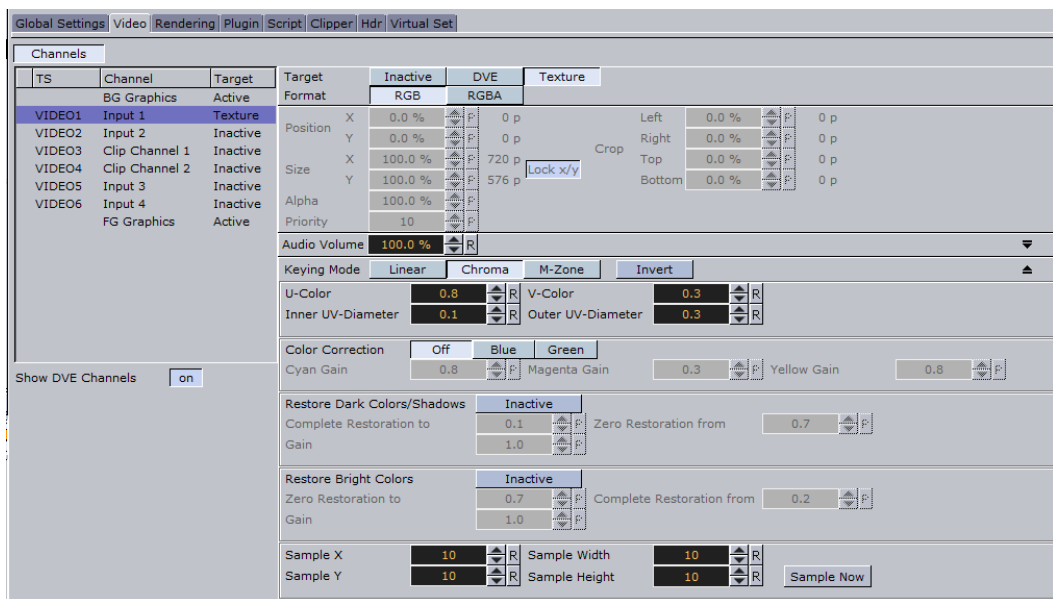 Global Settings Video Rendering Plugin Script Clipper Hdr Virtual Set
Channels
TS Channel Target
BG Graphics Active
VIDEO1 Input 1 Texture
VIDEO2 Input 2 Inactive
VIDEO3 Clip Channel 1 Inactive
VIDEO4 Clip Channel 2 Inactive
VIDEO5 Input 3 Inactive
VIDEO6 Input 4 Inactive
FG Graphics Active
Show DVE Channels on
Target Inactive DVE Texture
Format RGB RGBA
Position X 0.0 % P 0 p
Y 0.0 % P 0 p
Size X 100.0 % P 720 p
Y 100.0 % P 576 p
Lock x/y
Crop Left 0.0 % P 0 p
Right 0.0 % P 0 p
Top 0.0 % P 0 p
Bottom 0.0 % P 0 p
Alpha 100.0 % P
Priority 10 P
Audio Volume 100.0 % R
Keying Mode Linear Chroma M-Zone Invert
U-Color 0.8 R V-Color 0.3 R
Inner UV-Diameter 0.1 R Outer UV-Diameter 0.3 R
Color Correction Off Blue Green
Cyan Gain 0.8 P Magenta Gain 0.3 P Yellow Gain 0.8 P
Restore Dark Colors/Shadows Inactive
Complete Restoration to 0.1 P Zero Restoration from 0.7 P
Gain 1.0 P
Restore Bright Colors Inactive
Zero Restoration to 0.7 P Complete Restoration from 0.2 P
Gain 1.0 P
Sample X 10 R Sample Width 10 R
Sample Y 10 R Sample Height 10 R Sample Now